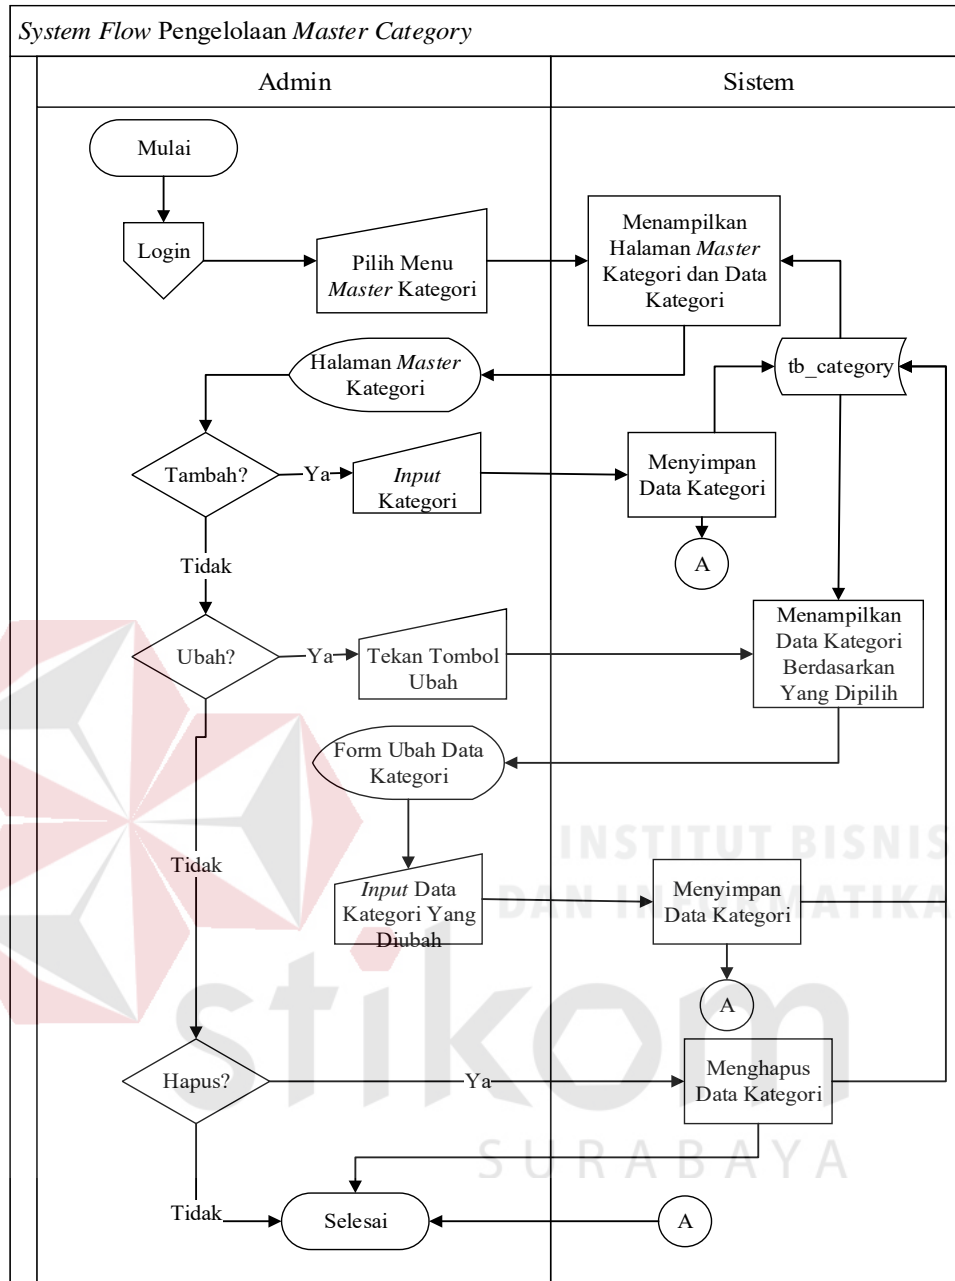 System Flow Pengelolaan Master Category
Admin
Sistem
Mulai
Login
Pilih Menu
Master Kategori
Menampilkan
Halaman Master
Kategori dan Data
Kategori
Halaman Master
Kategori
tb_category
Tambah?
Ya
Input
Kategori
Menyimpan
Data Kategori
A
Tidak
Ubah?
Ya
Tekan Tombol
Ubah
Menampilkan
Data Kategori
Berdasarkan
Yang Dipilih
Form Ubah Data
Kategori
Tidak
Input Data
Kategori Yang
Diubah
Menyimpan
Data Kategori
A
Hapus?
Ya
Menghapus
Data Kategori
Tidak
Selesai
A
INSTITUT BISNIS
DAN INFORMATIKA
stikom
SURABAYA